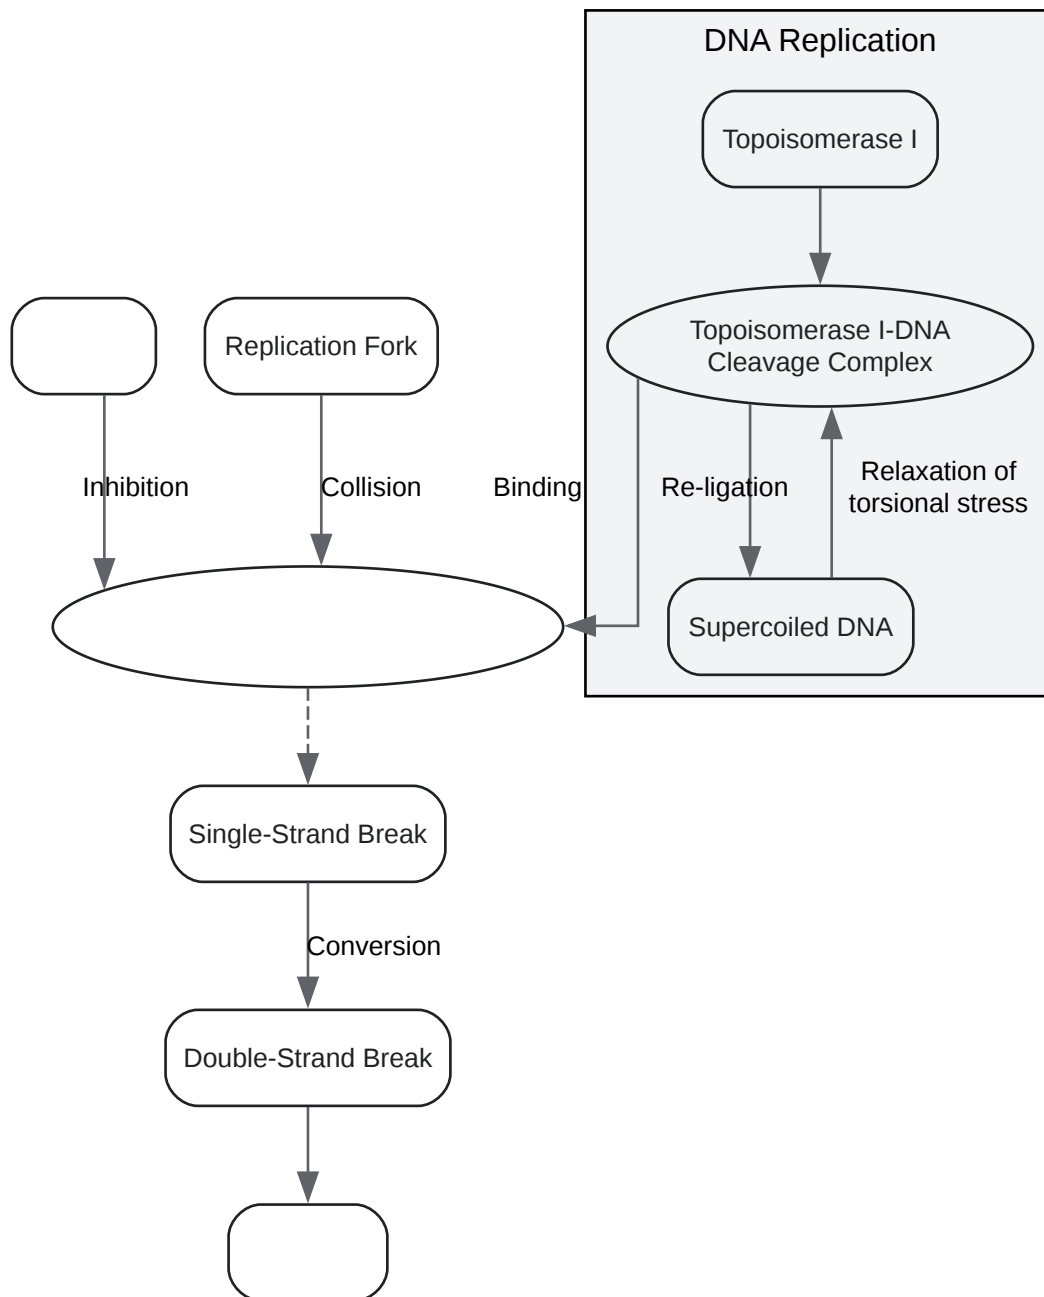 DNA Replication
Topoisomerase I
Topoisomerase I-DNA
Cleavage Complex
Replication Fork
Inhibition
Collision
Binding
Re-ligation
Relaxation of
torsional stress
Supercoiled DNA
Single-Strand Break
Conversion
Double-Strand Break